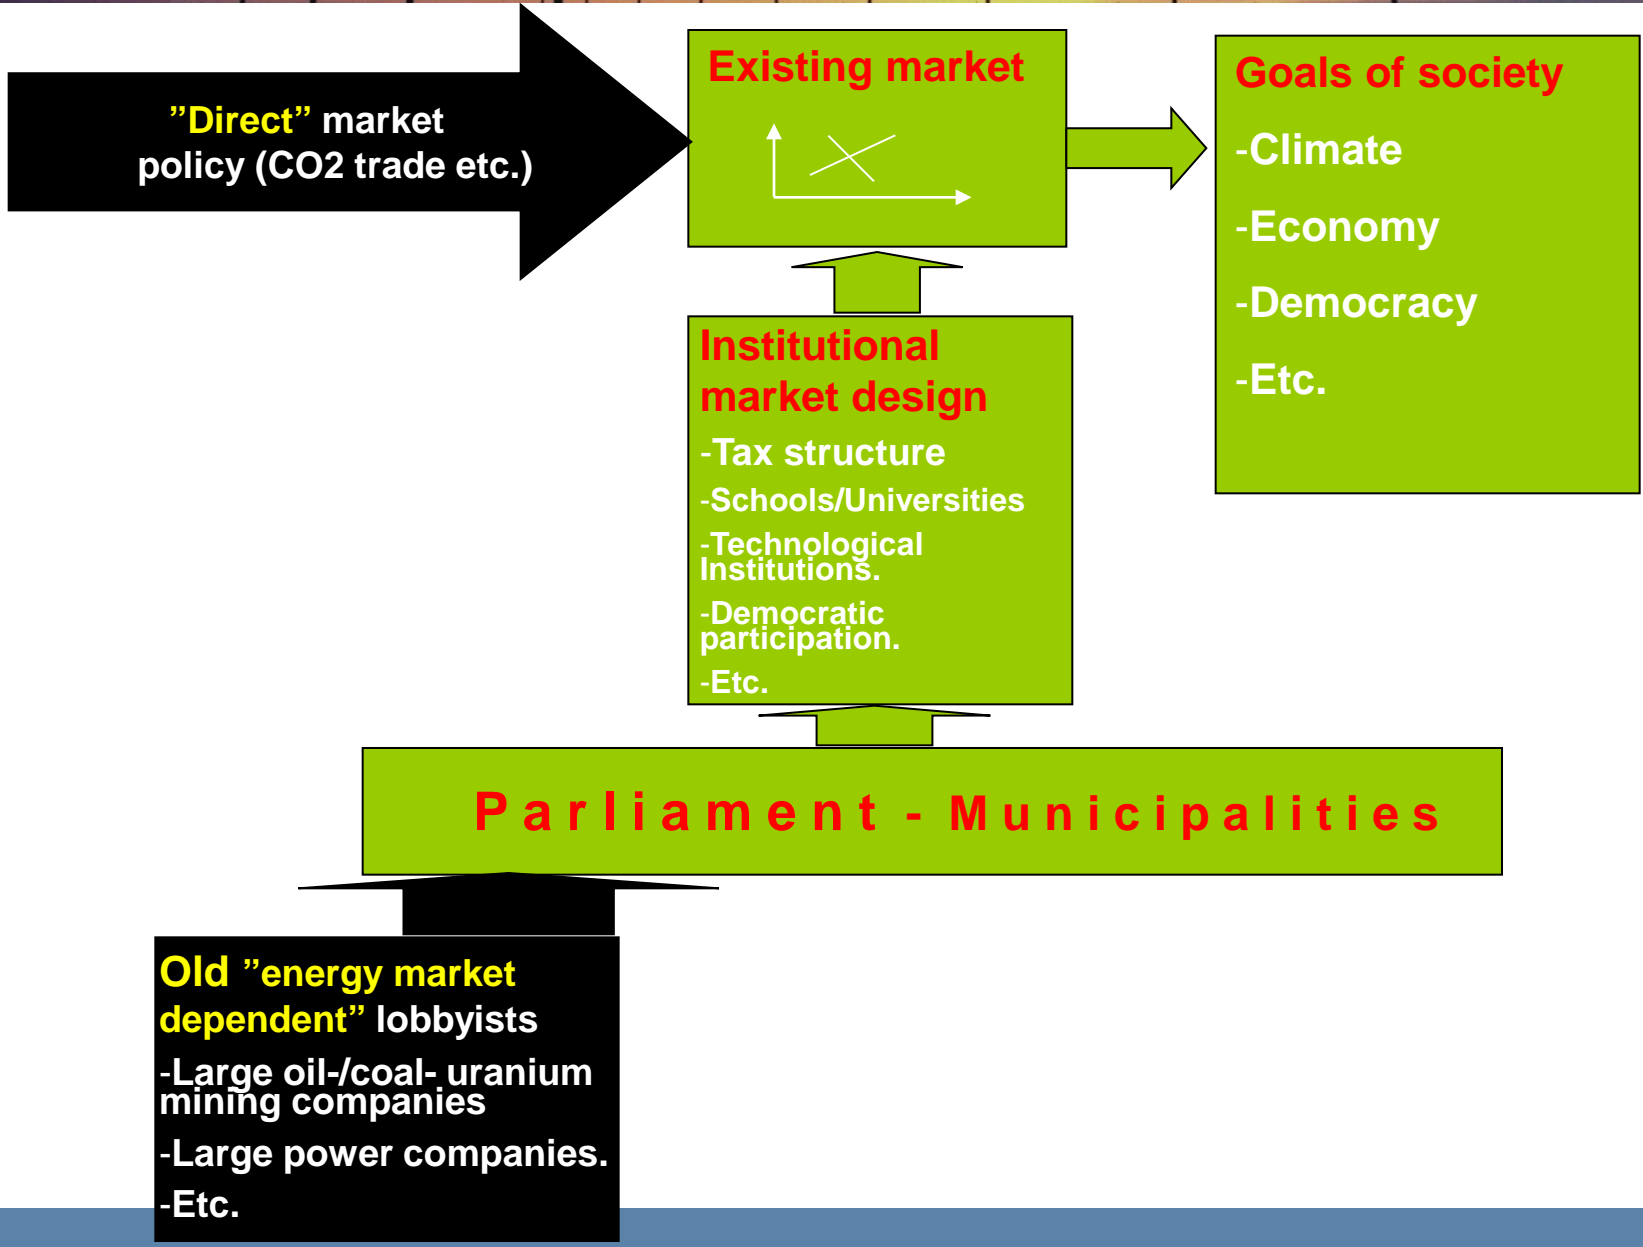 ”Direct” market
policy (CO2 trade etc.)
Existing market
Goals of society
-Climate
-Economy
-Democracy
-Etc.
Institutional
market design
-Tax structure
-Schools/Universities
-Technological
Institutions.
-Democratic
participation.
-Etc.
Parliament - Municipalities
Old ”energy market
dependent” lobbyists
-Large oil-/coal- uranium
mining companies
-Large power companies.
-Etc.